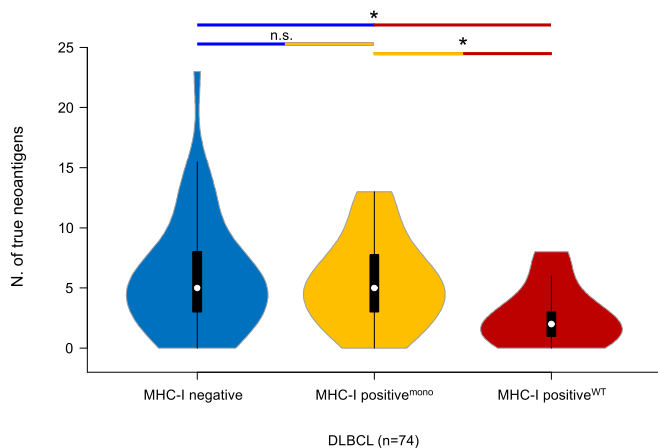 *
n.s.
*
25
20
15
10
5
0
N. of true neoantigens
MHC-I negative
MHC-I positiveᵐᵒⁿᵒ
MHC-I positiveᵂᵀ
DLBCL (n=74)